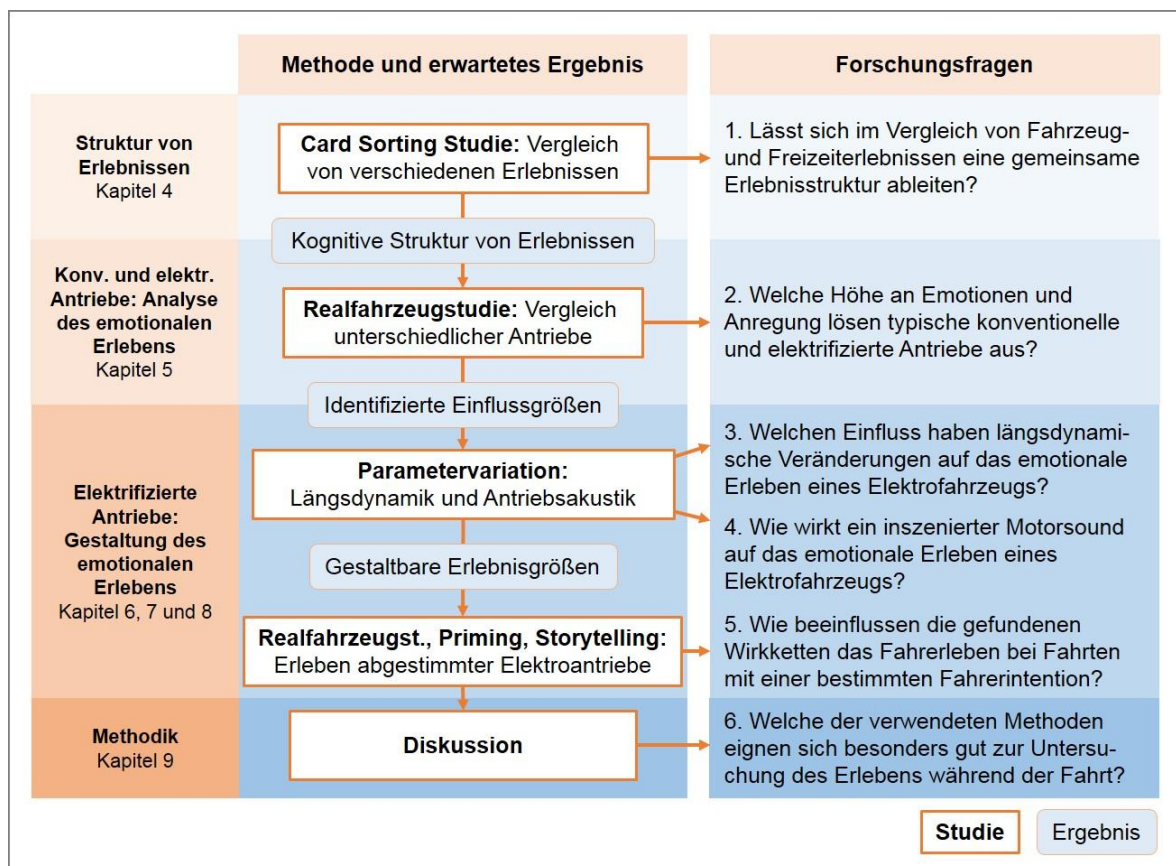 Methode und erwartetes Ergebnis
Forschungsfragen
Struktur von
Erlebnissen
Kapitel 4
Card Sorting Studie: Vergleich
von verschiedenen Erlebnissen
1. Lässt sich im Vergleich von Fahrzeug-
und Freizeiterlebnissen eine gemeinsame
Erlebnisstruktur ableiten?
Kognitive Struktur von Erlebnissen
Konv. und elektr.
Antriebe: Analyse
des emotionalen
Erlebens
Kapitel 5
Realfahrzeugstudie: Vergleich
unterschiedlicher Antriebe
2. Welche Höhe an Emotionen und
Anregung lösen typische konventionelle
und elektrifizierte Antriebe aus?
Identifizierte Einflussgrößen
Elektrifizierte
Antriebe:
Gestaltung des
emotionalen
Erlebens
Kapitel 6, 7 und 8
Parametervariation:
Längsdynamik und Antriebsakustik
3. Welchen Einfluss haben längsdynami-
sche Veränderungen auf das emotionale
Erleben eines Elektrofahrzeugs?
4. Wie wirkt ein inszenierter Motorsound
auf das emotionale Erleben eines
Elektrofahrzeugs?
Gestaltbare Erlebnisgrößen
Realfahrzeugst., Priming, Storytelling:
Erleben abgestimmter Elektroantriebe
5. Wie beeinflussen die gefundenen
Wirkketten das Fahrerleben bei Fahrten
mit einer bestimmten Fahrerintention?
Methodik
Kapitel 9
Diskussion
6. Welche der verwendeten Methoden
eignen sich besonders gut zur Untersu-
chung des Erlebens während der Fahrt?
Studie
Ergebnis